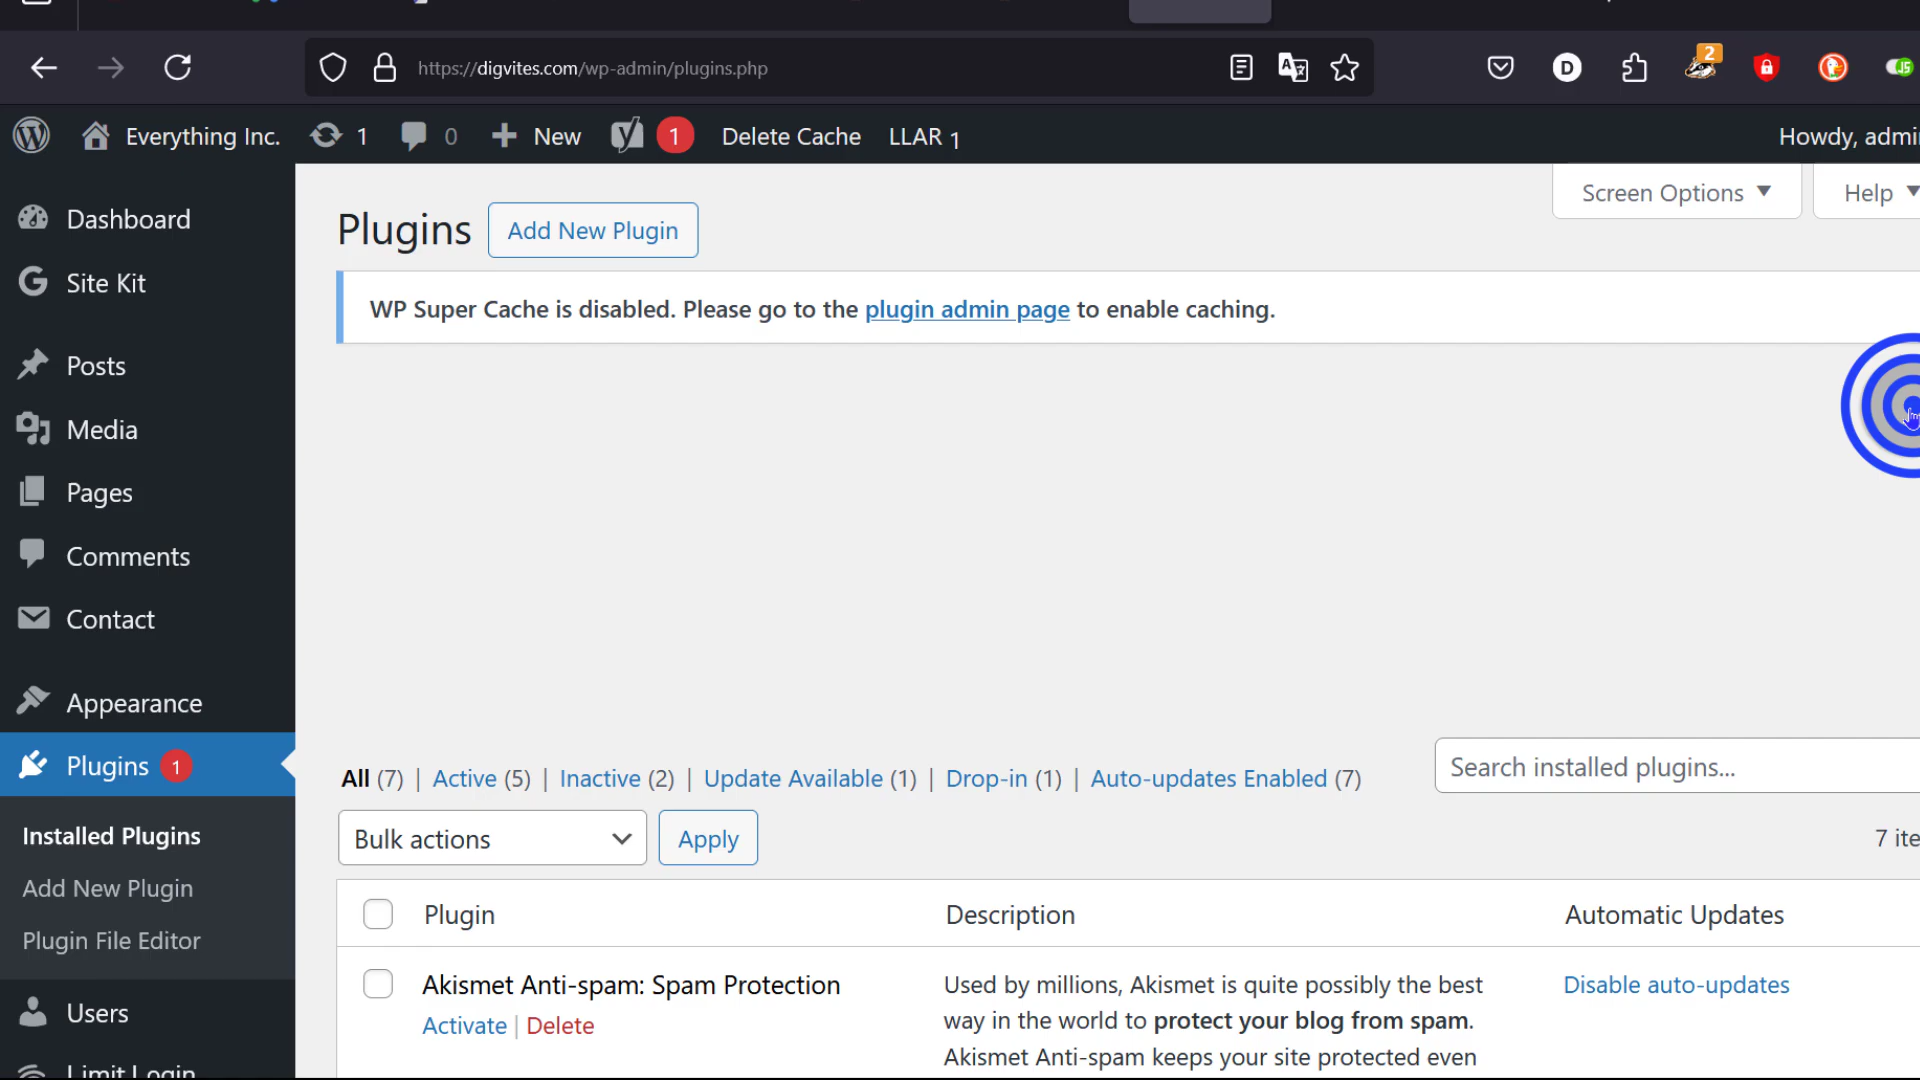 https://digvites.com/wp-admin/plugins.php
2
D
JS
Everything Inc. 1 0 New 1 Delete Cache LLAR 1
Howdy, admin
Screen Options
Help
Dashboard
Site Kit
Posts
Media
Pages
Comments
Contact
Appearance
Plugins 1
Installed Plugins
Add New Plugin
Plugin File Editor
Users
Limit Login
Plugins
Add New Plugin
WP Super Cache is disabled. Please go to the plugin admin page to enable caching.
All (7) | Active (5) | Inactive (2) | Update Available (1) | Drop-in (1) | Auto-updates Enabled (7)
Search installed plugins...
Bulk actions
Apply
7 ite
Plugin
Description
Automatic Updates
Akismet Anti-spam: Spam Protection
Activate | Delete
Used by millions, Akismet is quite possibly the best
way in the world to protect your blog from spam.
Akismet Anti-spam keeps your site protected even
Disable auto-updates